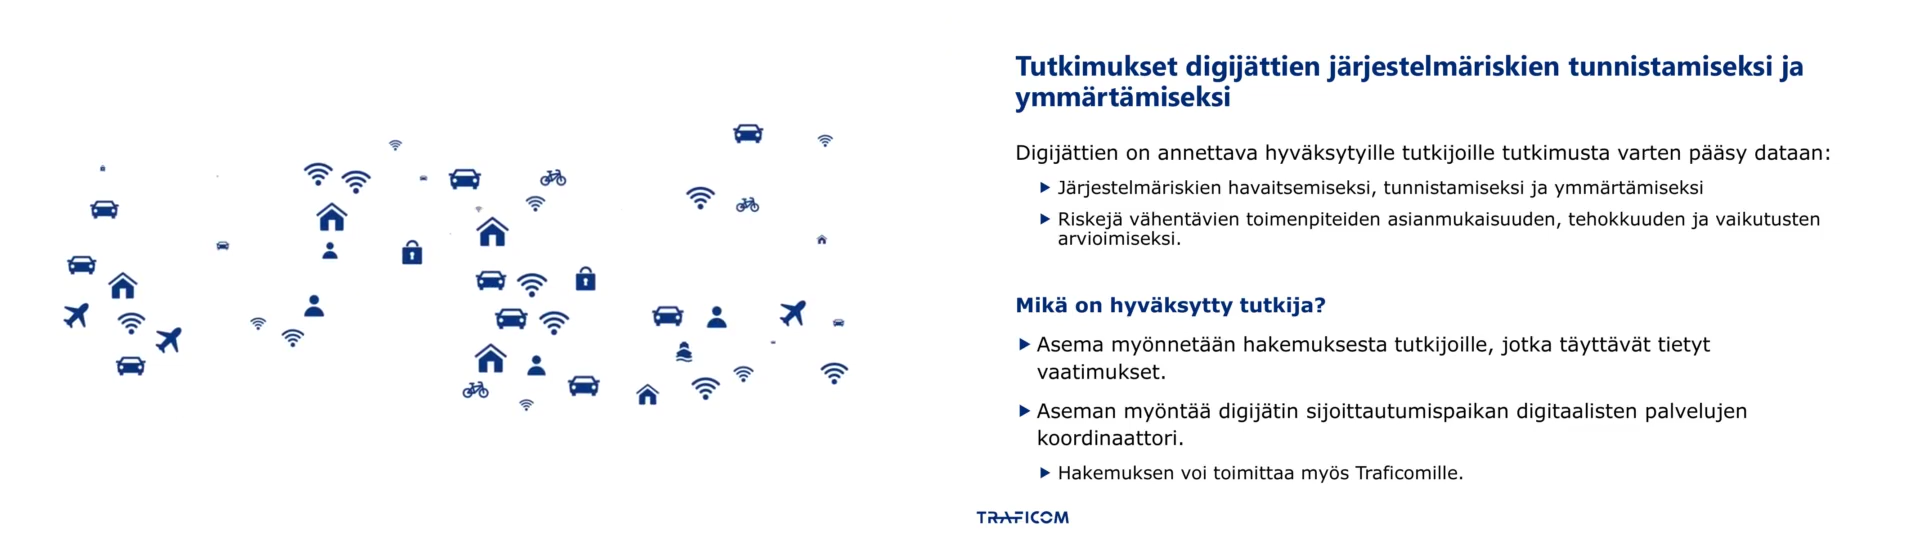 Tutkimukset digijättien järjestelmäriskien tunnistamiseksi ja
ymmärtämiseksi
Digijättien on annettava hyväksytyille tutkijoille tutkimusta varten pääsy dataan:
Järjestelmäriskien havaitsemiseksi, tunnistamiseksi ja ymmärtämiseksi
Riskejä vähentävien toimenpiteiden asianmukaisuuden, tehokkuuden ja vaikutusten
arvioimiseksi.
Mikä on hyväksytty tutkija?
Asema myönnetään hakemuksesta tutkijoille, jotka täyttävät tietyt
vaatimukset.
Aseman myöntää digijätin sijoittautumispaikan digitaalisten palvelujen
koordinaattori.
Hakemuksen voi toimittaa myös Traficomille.
TRAFICOM